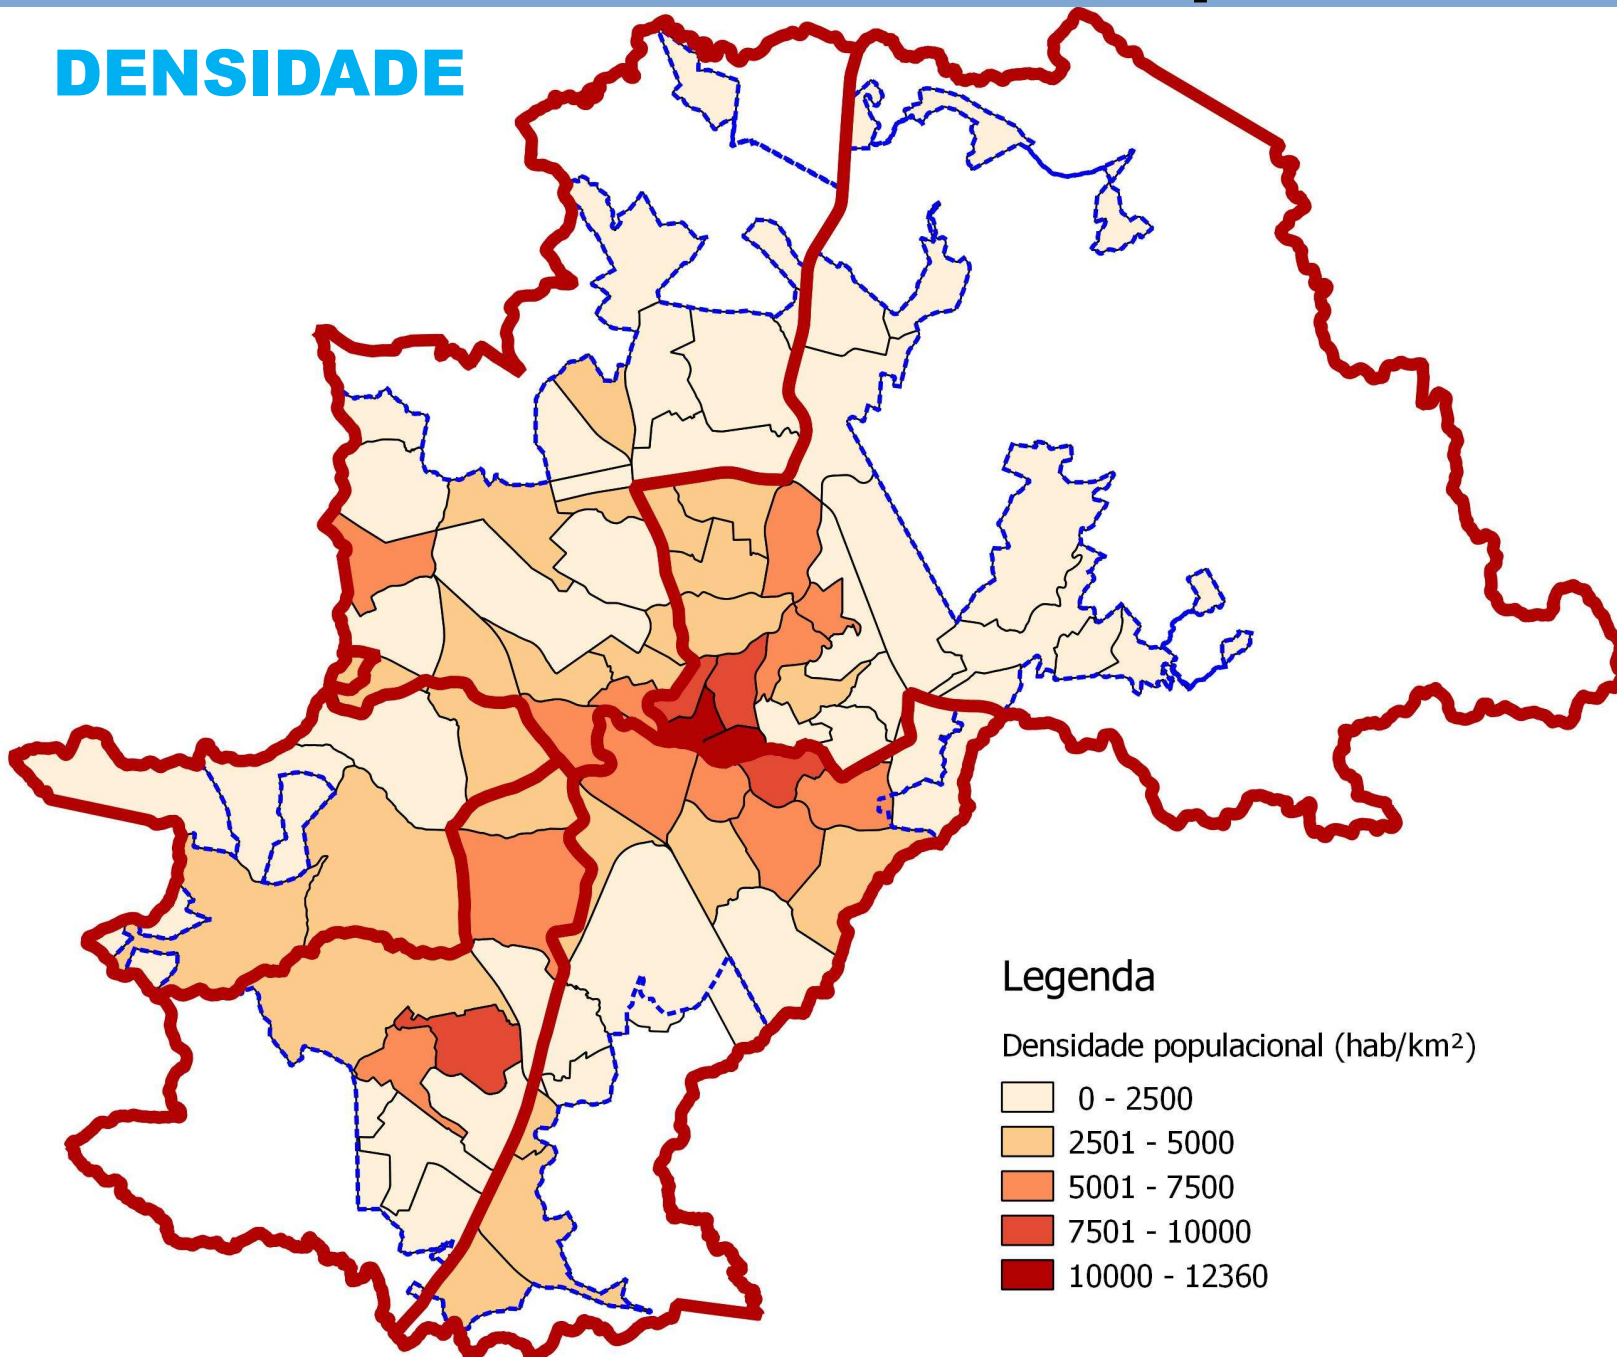 DENSIDADE
Legenda
Densidade populacional (hab/km²)
0 - 2500
2501 - 5000
5001 - 7500
7501 - 10000
10000 - 12360